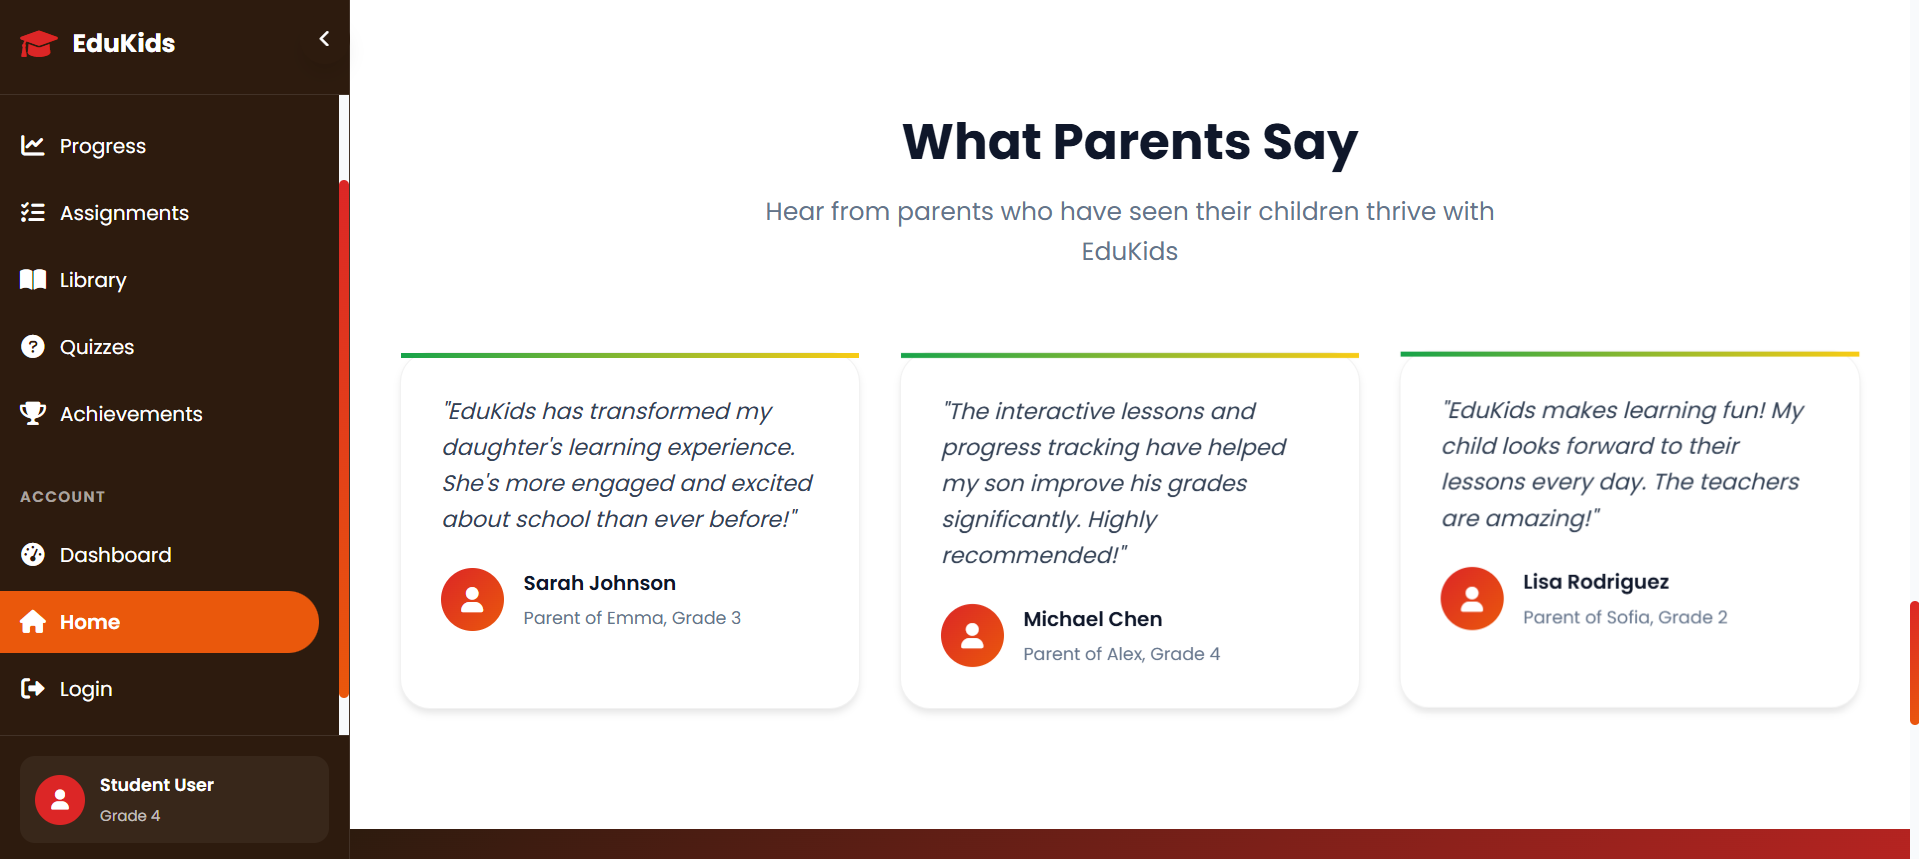 EduKids
Progress
Assignments
Library
Quizzes
Achievements
ACCOUNT
Dashboard
Home
Login
Student User
Grade 4
What Parents Say
Hear from parents who have seen their children thrive with
EduKids
"EduKids has transformed my
daughter's learning experience.
She's more engaged and excited
about school than ever before!"
Sarah Johnson
Parent of Emma, Grade 3
"The interactive lessons and
progress tracking have helped
my son improve his grades
significantly. Highly
recommended!"
Michael Chen
Parent of Alex, Grade 4
"EduKids makes learning fun! My
child looks forward to their
lessons every day. The teachers
are amazing!"
Lisa Rodriguez
Parent of Sofia, Grade 2